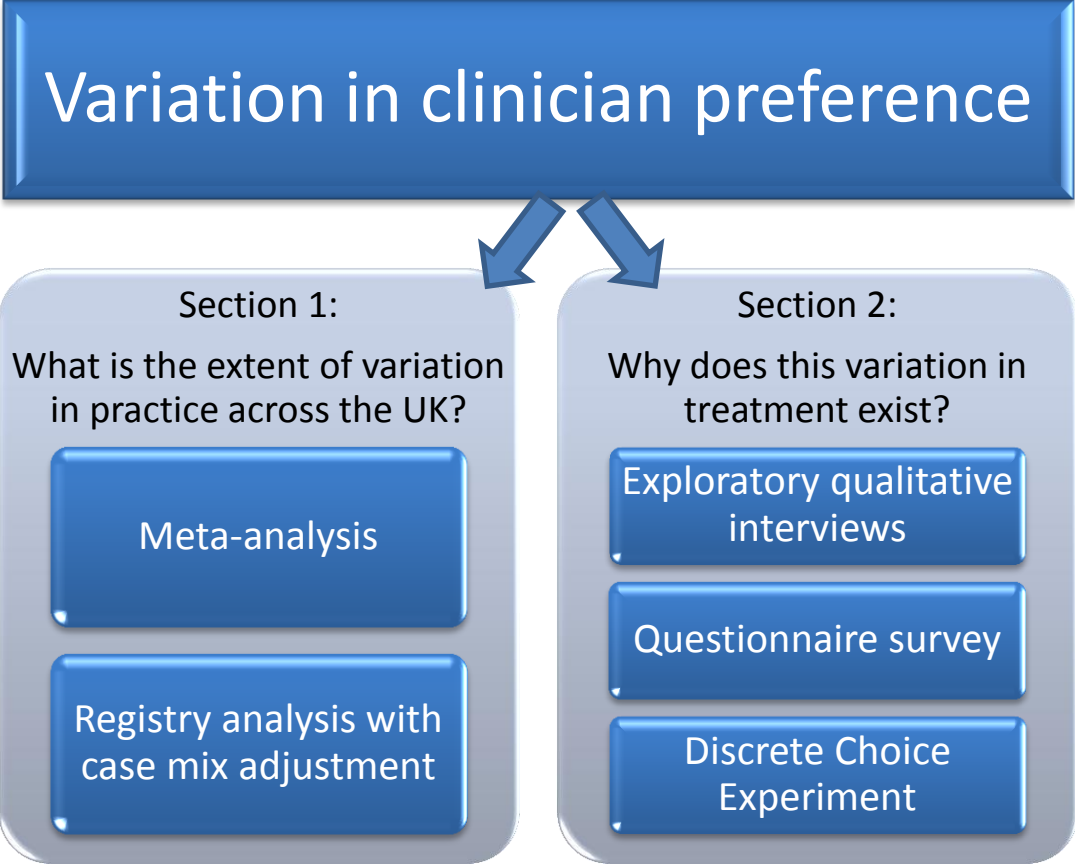 Variation in clinician preference
Section 1:
What is the extent of variation
in practice across the UK?
Meta-analysis
Registry analysis with
case mix adjustment
Section 2:
Why does this variation in
treatment exist?
Exploratory qualitative
interviews
Questionnaire survey
Discrete Choice
Experiment